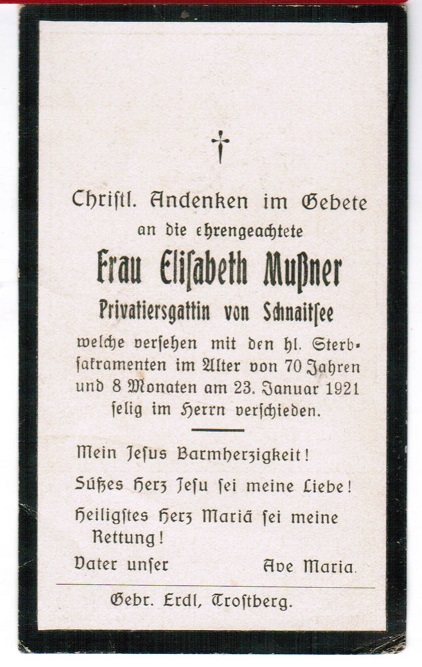 †
Chriſtl. Andenken im Gebete
an die ehrengeachtete
Frau Eliſabeth Mußner
Privatiersgattin von Schnaitſee
welche verſehen mit den hl. Sterb-
ſakramenten im Alter von 70 Jahren
und 8 Monaten am 23. Januar 1921
ſelig im Herrn verſchieden.
Mein Jeſus Barmherzigkeit!
Süßes Herz Jeſu ſei meine Liebe!
Heiligſtes Herz Mariä ſei meine
Rettung!
Vater unſer Ave Maria.
Gebr. Erdl, Troſtberg.